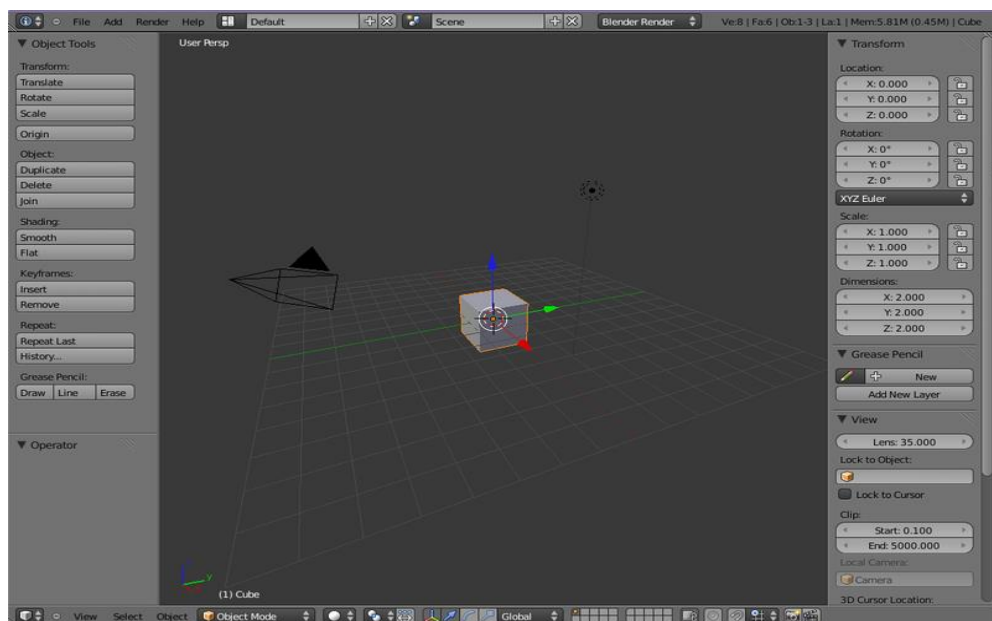 File Add Render Help Default Scene Blender Render Ve:8 | Fa:6 | Ob:1-3 | La:1 | Mem:5.81M (0.45M) | Cube
Object Tools
Transform:
Translate
Rotate
Scale
Origin
Object:
Duplicate
Delete
Join
Shading:
Smooth
Flat
Keyframes:
Insert
Remove
Repeat:
Repeat Last
History...
Grease Pencil:
Draw Line Erase
Operator
User Persp
y
(1) Cube
Transform
Location:
X: 0.000
Y: 0.000
Z: 0.000
Rotation:
X: 0°
Y: 0°
Z: 0°
XYZ Euler
Scale:
X: 1.000
Y: 1.000
Z: 1.000
Dimensions:
X: 2.000
Y: 2.000
Z: 2.000
Grease Pencil
New
Add New Layer
View
Lens: 35.000
Lock to Object:
Lock to Cursor
Clip:
Start: 0.100
End: 5000.000
Local Camera:
Camera
3D Cursor Location:
View Select Object Object Mode Global